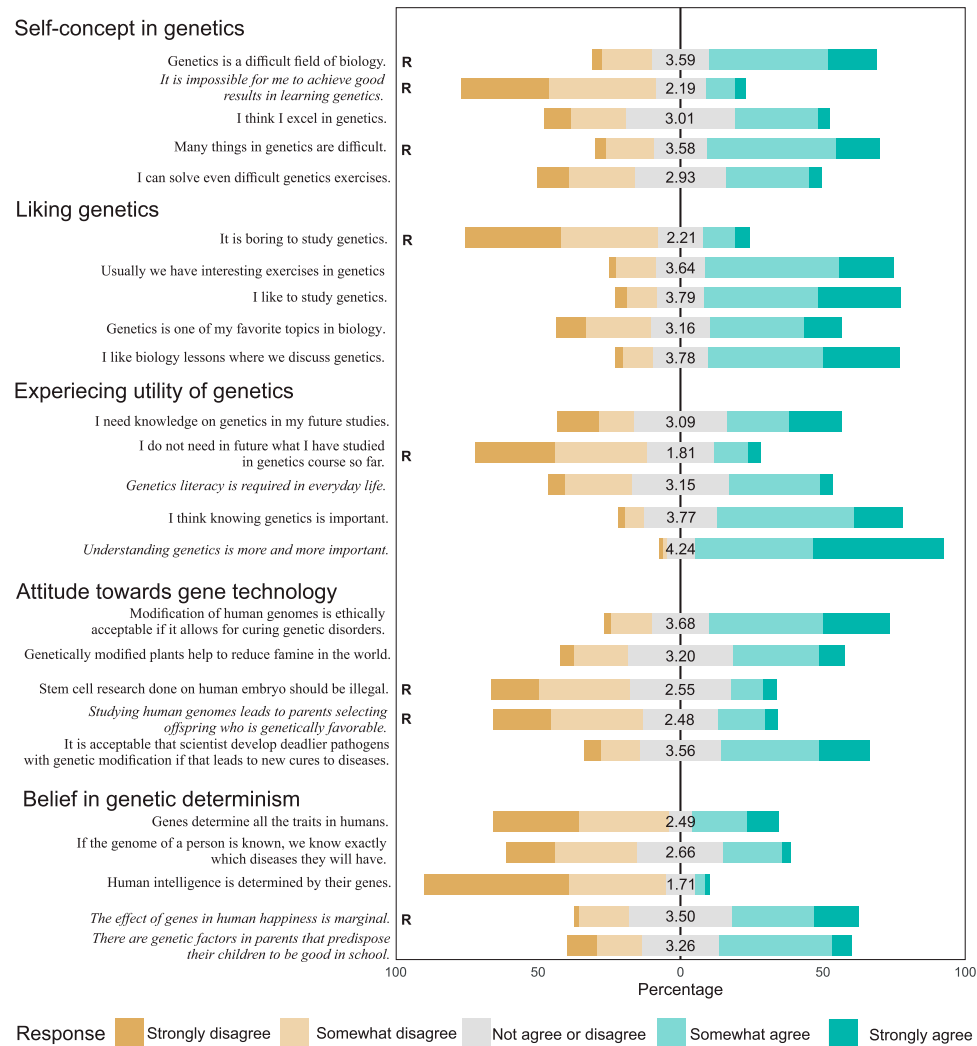 Self-concept in genetics
Genetics is a difficult field of biology. R 3.59
It is impossible for me to achieve good
results in learning genetics. R 2.19
I think I excel in genetics. 3.01
Many things in genetics are difficult. R 3.58
I can solve even difficult genetics exercises. 2.93
Liking genetics
It is boring to study genetics. R 2.21
Usually we have interesting exercises in genetics 3.64
I like to study genetics. 3.79
Genetics is one of my favorite topics in biology. 3.16
I like biology lessons where we discuss genetics. 3.78
Experiecing utility of genetics
I need knowledge on genetics in my future studies. 3.09
I do not need in future what I have studied
in genetics course so far. R 1.81
Genetics literacy is required in everyday life. 3.15
I think knowing genetics is important. 3.77
Understanding genetics is more and more important. 4.24
Attitude towards gene technology
Modification of human genomes is ethically
acceptable if it allows for curing genetic disorders. 3.68
Genetically modified plants help to reduce famine in the world. 3.20
Stem cell research done on human embryo should be illegal. R 2.55
Studying human genomes leads to parents selecting
offspring who is genetically favorable. R 2.48
It is acceptable that scientist develop deadlier pathogens
with genetic modification if that leads to new cures to diseases. 3.56
Belief in genetic determinism
Genes determine all the traits in humans. 2.49
If the genome of a person is known, we know exactly
which diseases they will have. 2.66
Human intelligence is determined by their genes. 1.71
The effect of genes in human happiness is marginal. R 3.50
There are genetic factors in parents that predispose
their children to be good in school. 3.26
100 50 0 50 100
Percentage
Response Strongly disagree Somewhat disagree Not agree or disagree Somewhat agree Strongly agree